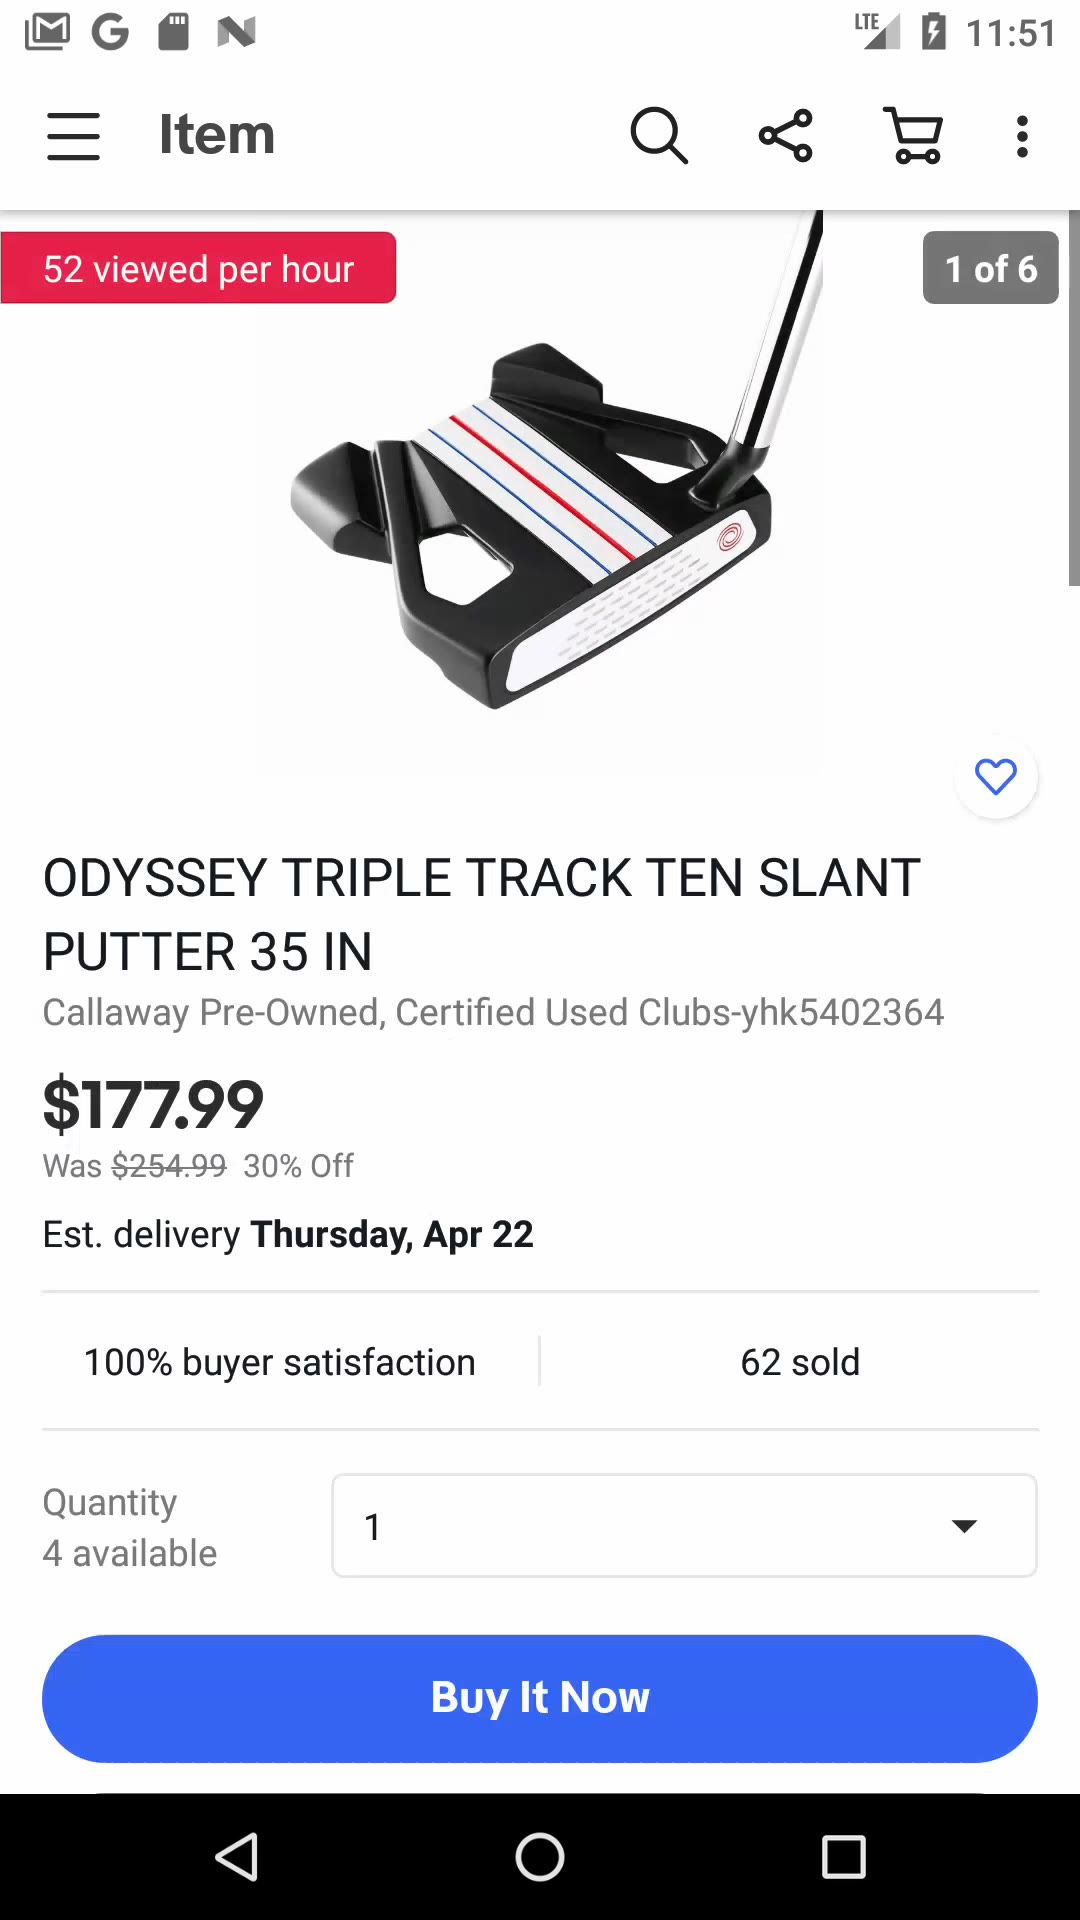 LTE 11:51
Item
52 viewed per hour
1 of 6
ODYSSEY TRIPLE TRACK TEN SLANT
PUTTER 35 IN
Callaway Pre-Owned, Certified Used Clubs-yhk5402364
$177.99
Was $254.99 30% Off
Est. delivery Thursday, Apr 22
100% buyer satisfaction
62 sold
Quantity
4 available
1
Buy It Now